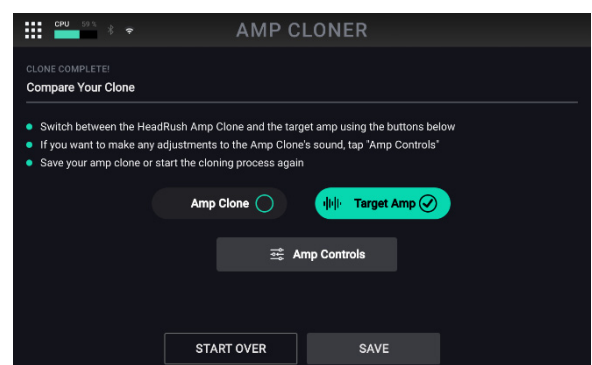 CPU 59 %
AMP CLONER
CLONE COMPLETE!
Compare Your Clone
Switch between the HeadRush Amp Clone and the target amp using the buttons below
If you want to make any adjustments to the Amp Clone's sound, tap "Amp Controls"
Save your amp clone or start the cloning process again
Amp Clone
Target Amp
Amp Controls
START OVER
SAVE